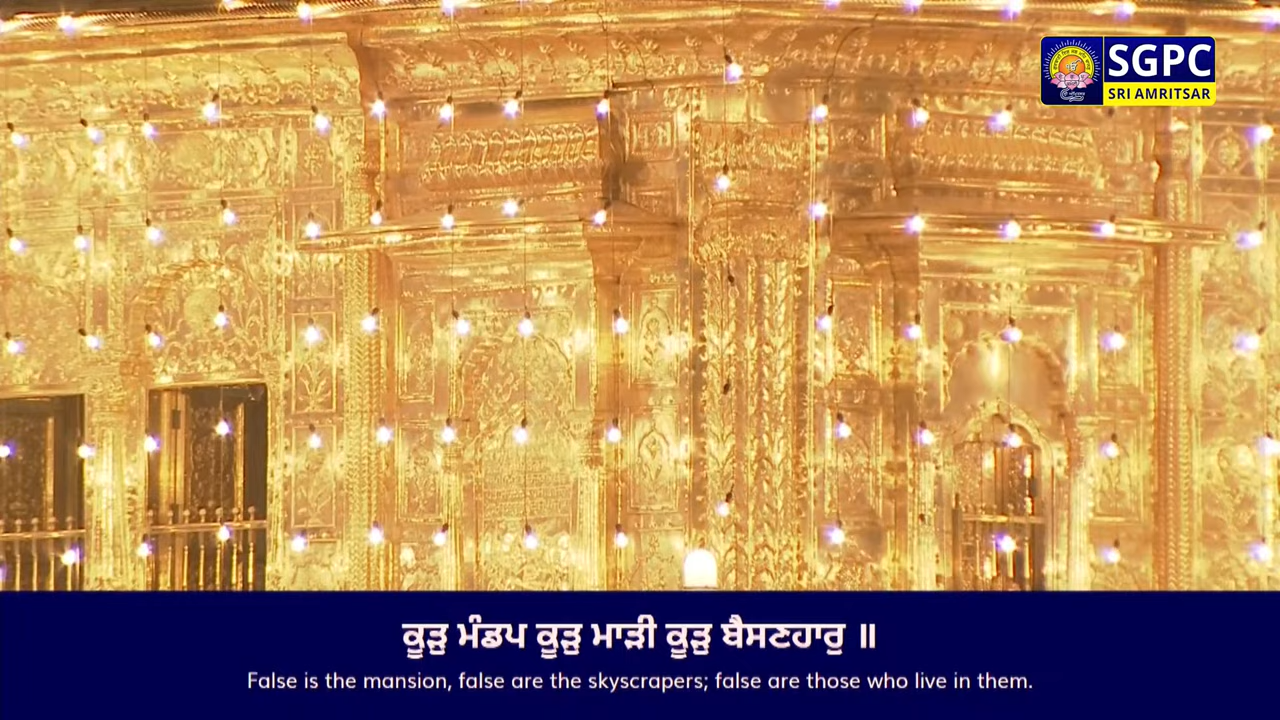 SGPC
SRI AMRITSAR
ਕੂੜੁ ਮੰਡਪ ਕੂੜੁ ਮਾੜੀ ਕੂੜੁ ਬੈਸਣਹਾਰੁ ॥
False is the mansion, false are the skyscrapers; false are those who live in them.